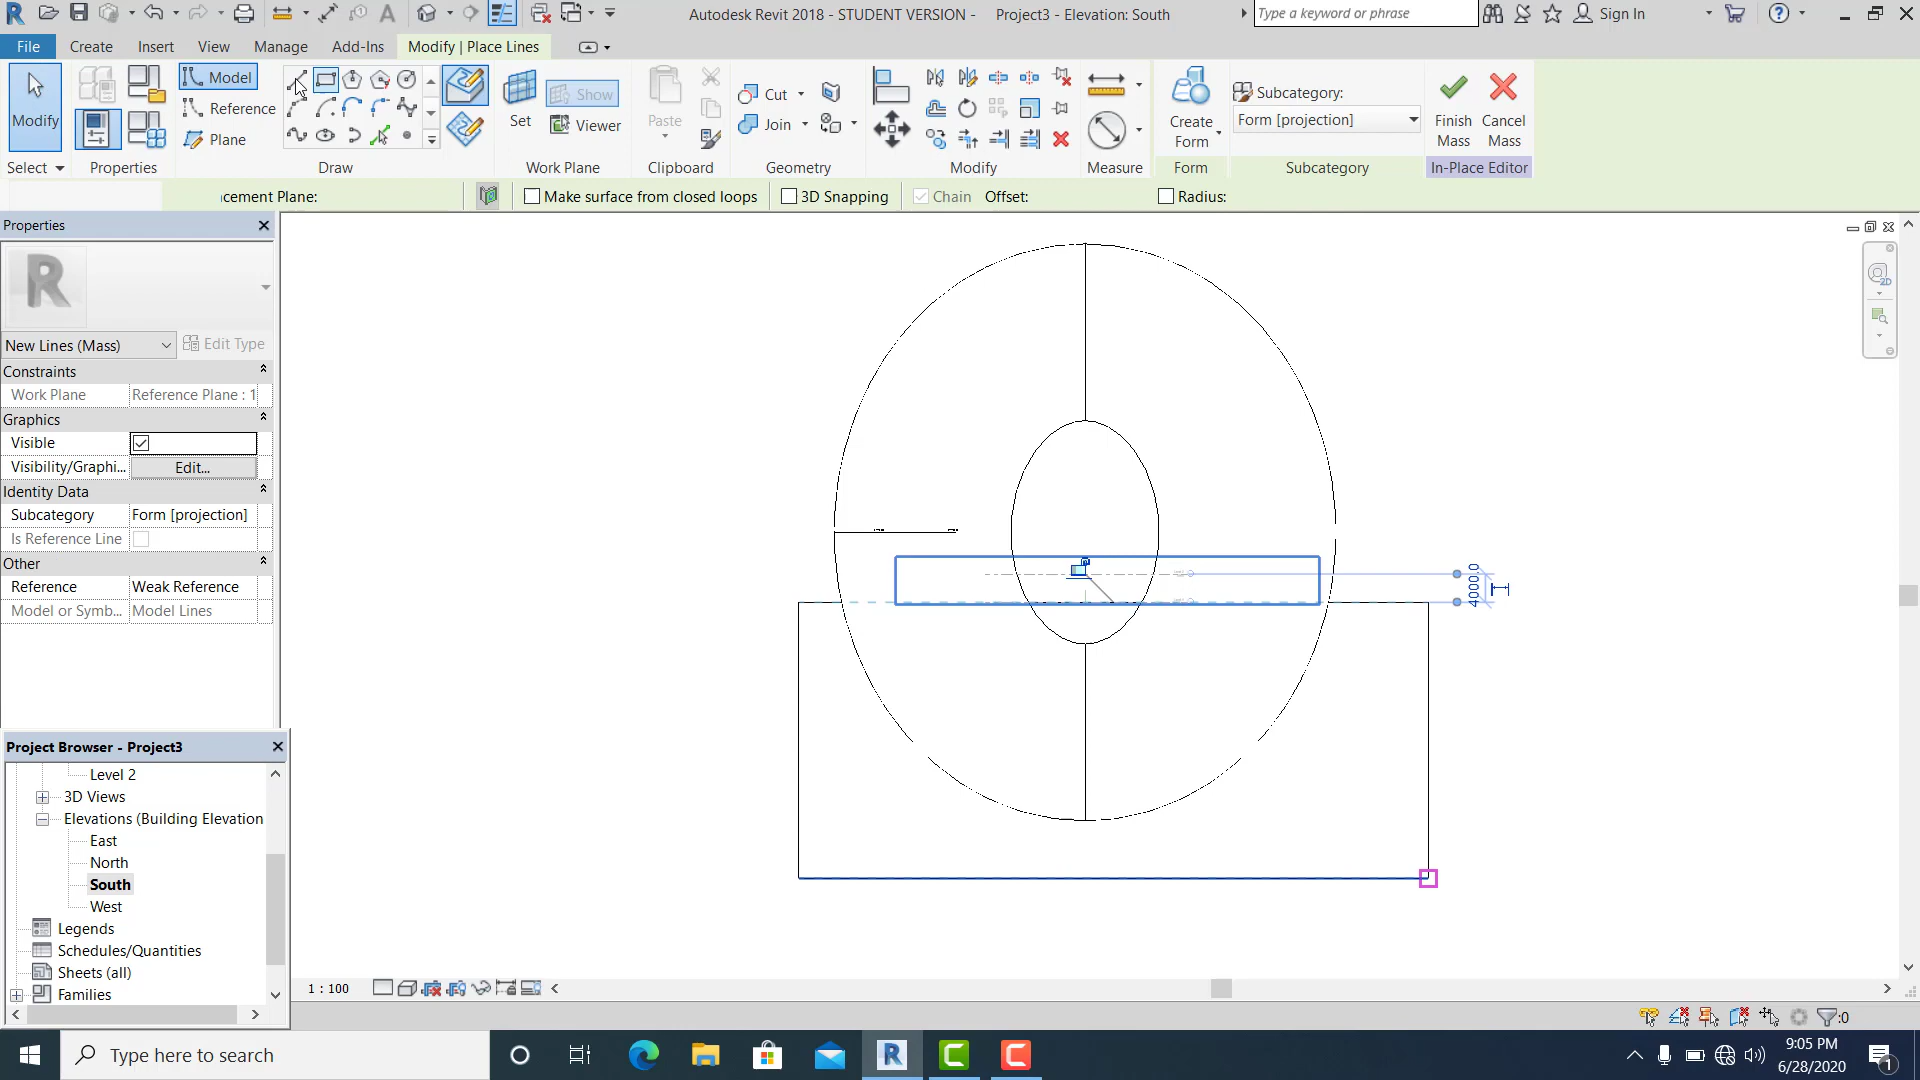 Autodesk Revit 2018 - STUDENT VERSION - Project3 - Elevation: South
Type a keyword or phrase
Sign In
File Create Insert View Manage Add-Ins Modify | Place Lines
Modify
Model
Reference
Plane
Set
Show
Viewer
Paste
Cut
Join
Create
Form
Subcategory:
Form [projection]
Finish
Mass
Cancel
Mass
Select Properties Draw Work Plane Clipboard Geometry Modify Measure Form Subcategory In-Place Editor
cement Plane: Make surface from closed loops 3D Snapping Chain Offset: Radius:
Properties
R
New Lines (Mass) Edit Type
Constraints
Work Plane Reference Plane : 1
Graphics
Visible
Visibility/Graphi... Edit...
Identity Data
Subcategory Form [projection]
Is Reference Line
Other
Reference Weak Reference
Model or Symb... Model Lines
4000.0
2D
Project Browser - Project3
Level 2
3D Views
Elevations (Building Elevation
East
North
South
West
Legends
Schedules/Quantities
Sheets (all)
Families
1 : 100
:0
Type here to search
9:05 PM
6/28/2020
1